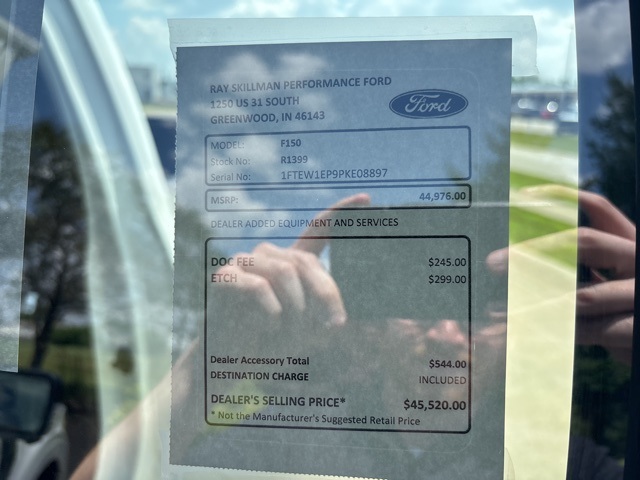 RAY SKILLMAN PERFORMANCE FORD
1250 US 31 SOUTH
GREENWOOD, IN 46143
Ford
MODEL: F150
Stock No: R1399
Serial No: 1FTEW1EP9PKE08897
MSRP: 44,976.00
DEALER ADDED EQUIPMENT AND SERVICES
DOC FEE $245.00
ETCH $299.00
Dealer Accessory Total $544.00
DESTINATION CHARGE INCLUDED
DEALER'S SELLING PRICE* $45,520.00
* Not the Manufacturer's Suggested Retail Price